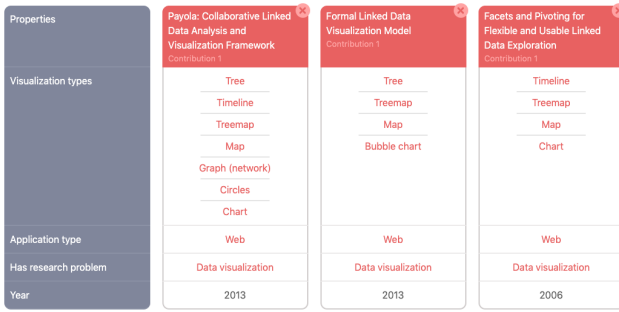 Properties
Payola: Collaborative Linked
Data Analysis and
Visualization Framework
Contribution 1
Formal Linked Data
Visualization Model
Contribution 1
Facets and Pivoting for
Flexible and Usable Linked
Data Exploration
Contribution 1
Visualization types
Tree
Timeline
Treemap
Map
Graph (network)
Circles
Chart
Tree
Treemap
Map
Bubble chart
Timeline
Treemap
Map
Chart
Application type
Web
Web
Web
Has research problem
Data visualization
Data visualization
Data visualization
Year
2013
2013
2006